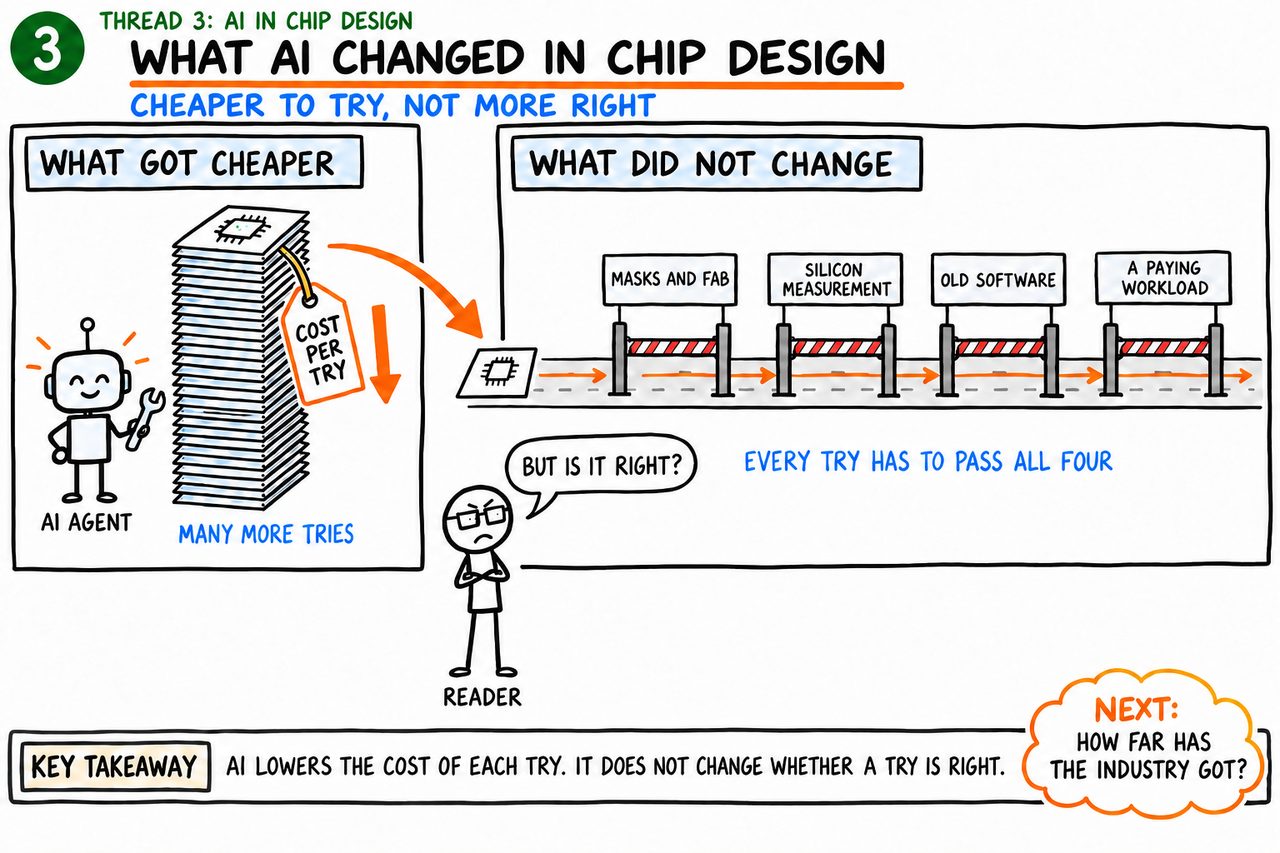 3
THREAD 3: AI IN CHIP DESIGN
WHAT AI CHANGED IN CHIP DESIGN
CHEAPER TO TRY, NOT MORE RIGHT
WHAT GOT CHEAPER
COST
PER
TRY
AI AGENT
MANY MORE TRIES
WHAT DID NOT CHANGE
MASKS AND FAB
SILICON
MEASUREMENT
OLD SOFTWARE
A PAYING
WORKLOAD
BUT IS IT RIGHT?
EVERY TRY HAS TO PASS ALL FOUR
READER
KEY TAKEAWAY
AI LOWERS THE COST OF EACH TRY. IT DOES NOT CHANGE WHETHER A TRY IS RIGHT.
NEXT:
HOW FAR HAS
THE INDUSTRY GOT?